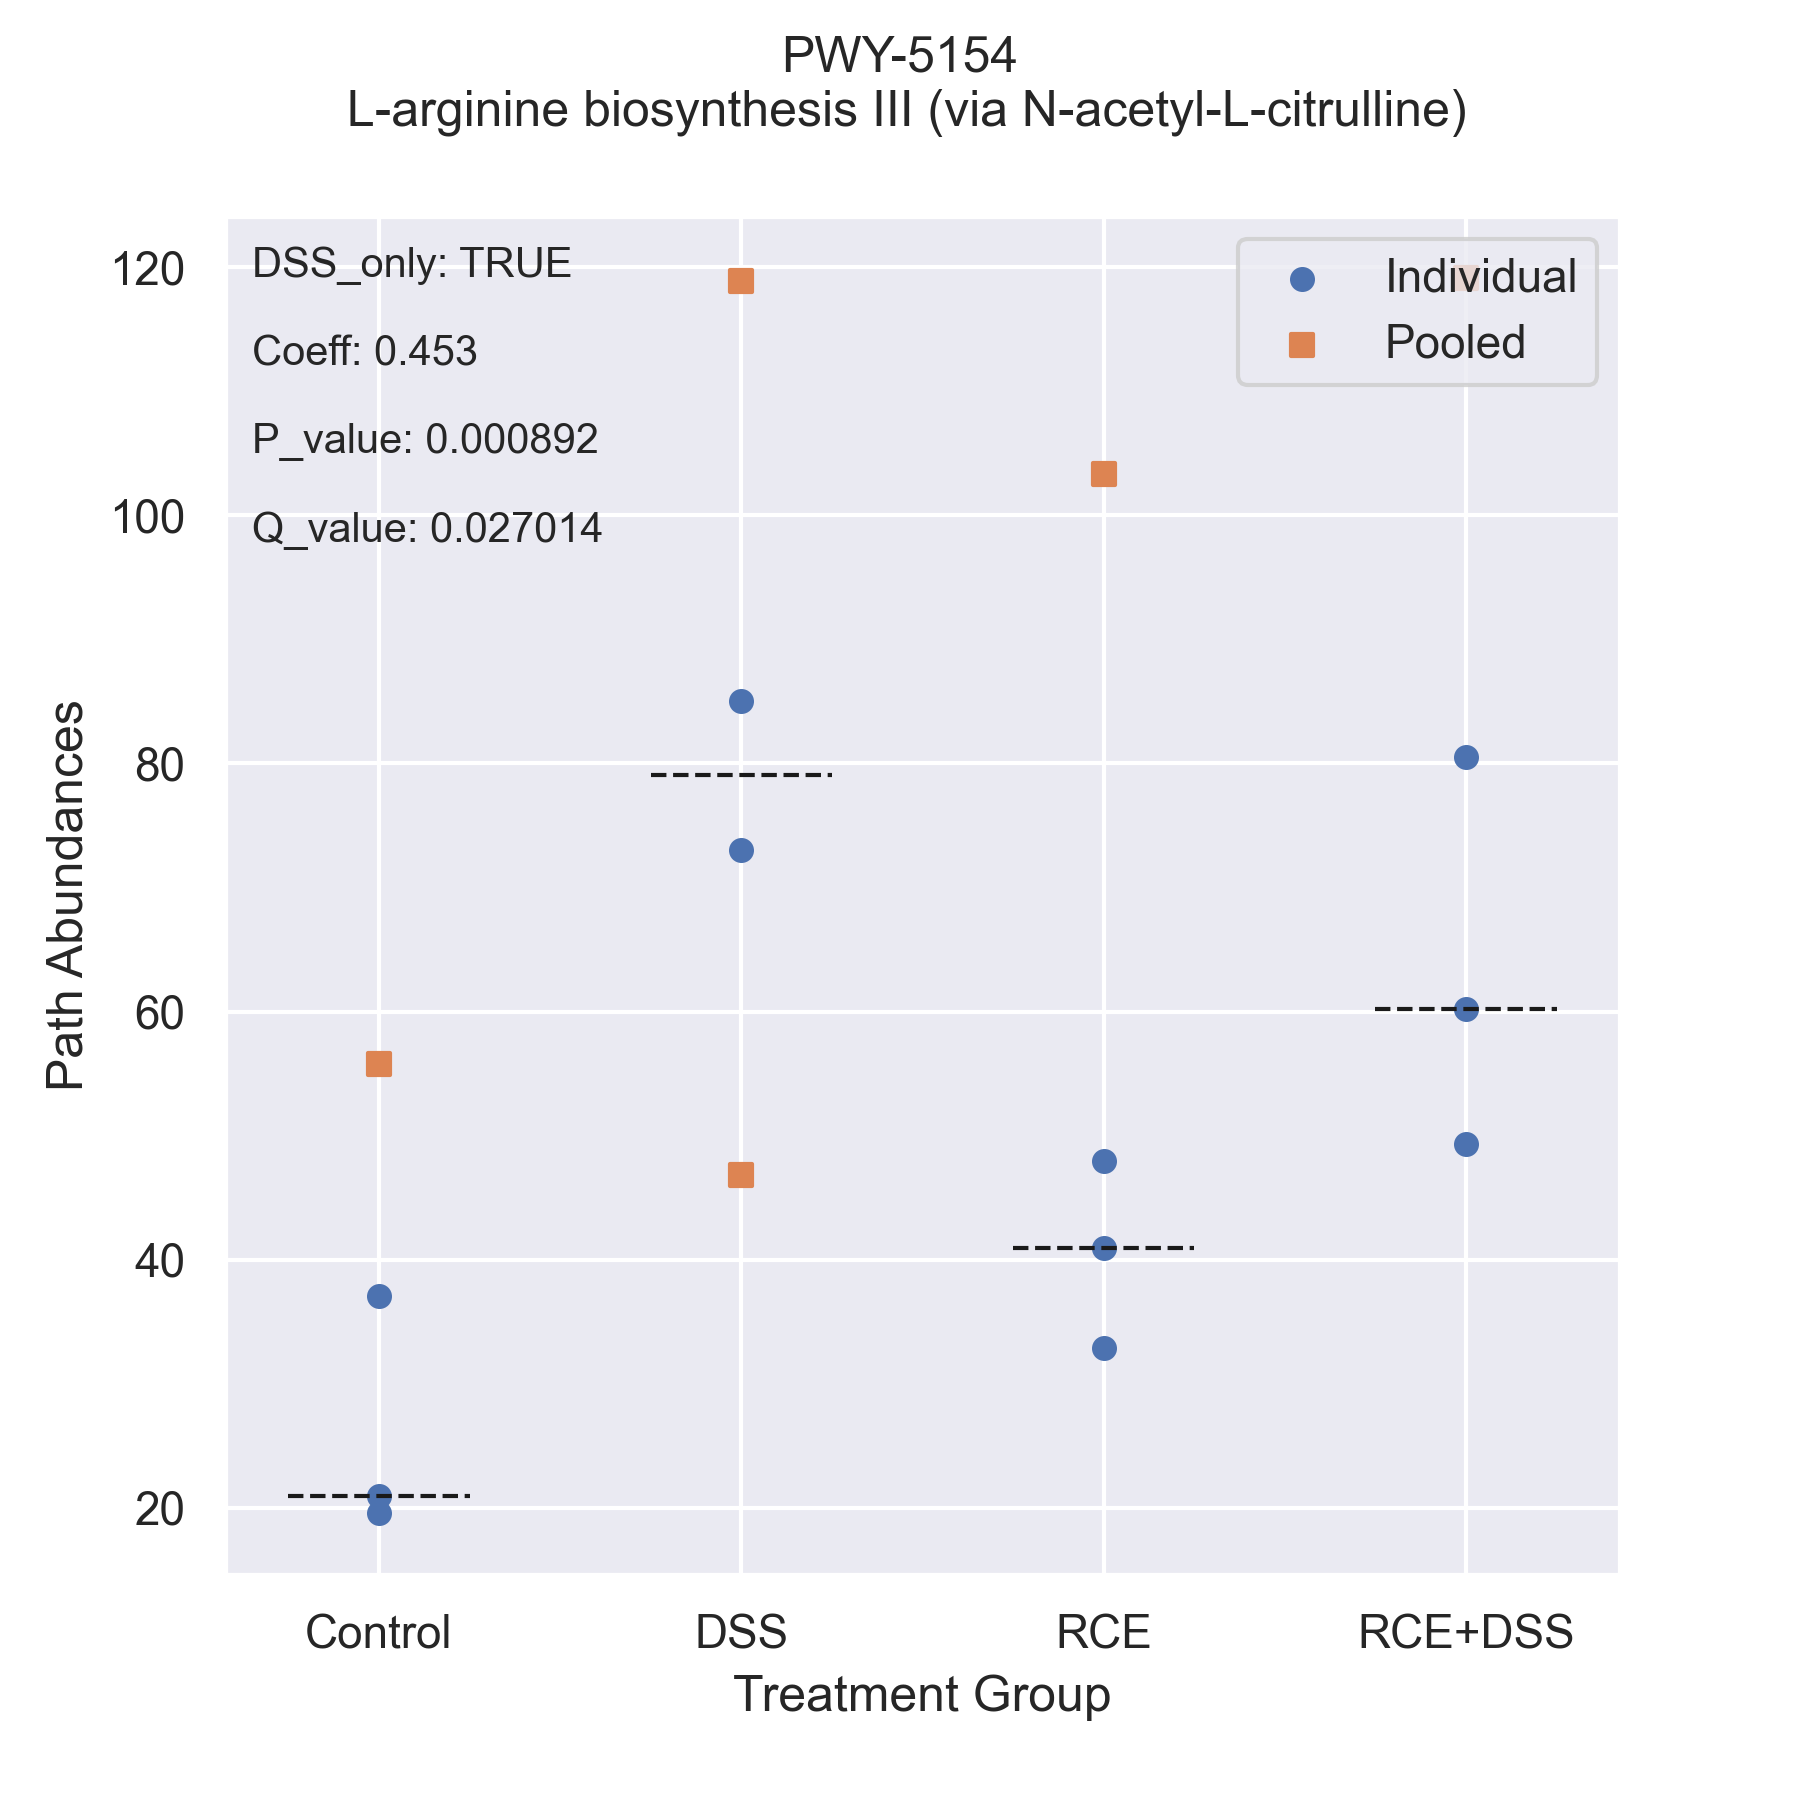 PWY-5154
L-arginine biosynthesis III (via N-acetyl-L-citrulline)
DSS_only: TRUE
Coeff: 0.453
P_value: 0.000892
Q_value: 0.027014
Individual
Pooled
120
100
80
60
40
20
Path Abundances
Control
DSS
RCE
RCE+DSS
Treatment Group